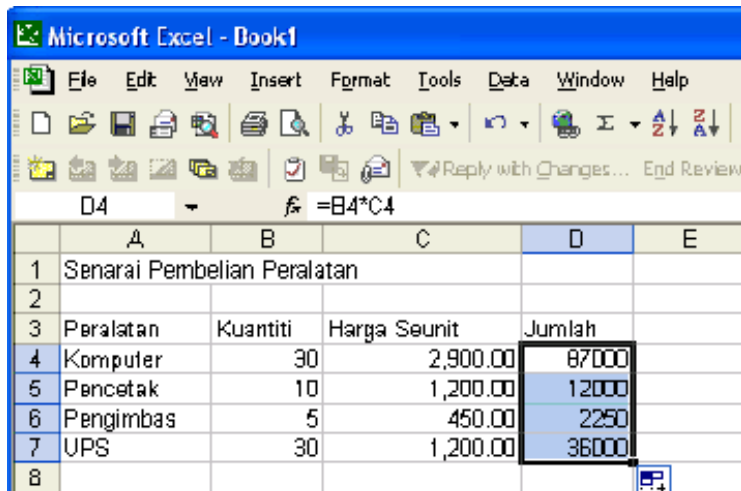 Microsoft Excel - Book1
File Edit View Insert Format Tools Data Window Help
Reply with Changes... End Review
D4 fx =B4*C4
A B C D E
1 Senarai Pembelian Peralatan
2
3 Peralatan Kuantiti Harga Seunit Jumlah
4 Komputer 30 2,900.00 87000
5 Pencetak 10 1,200.00 12000
6 Pengimbas 5 450.00 2250
7 UPS 30 1,200.00 36000
8